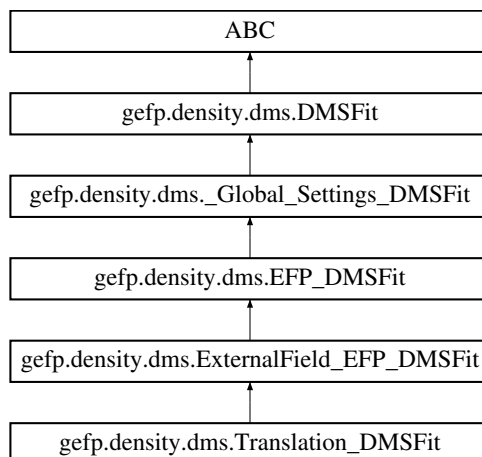 ABC
gefp.density.dms.DMSFit
gefp.density.dms._Global_Settings_DMSFit
gefp.density.dms.EFP_DMSFit
gefp.density.dms.ExternalField_EFP_DMSFit
gefp.density.dms.Translation_DMSFit